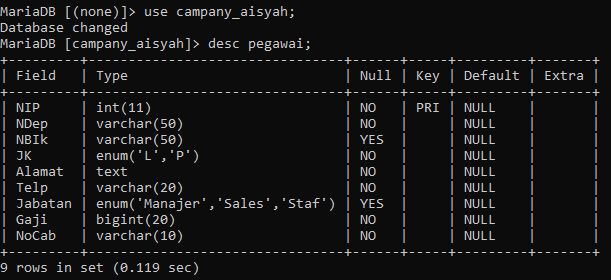 MariaDB [(none)]> use campany_aisyah;
Database changed
MariaDB [campany_aisyah]> desc pegawai;
+---------+--------------------------------+------+-----+---------+-------+
| Field   | Type                           | Null | Key | Default | Extra |
+---------+--------------------------------+------+-----+---------+-------+
| NIP     | int(11)                        | NO   | PRI | NULL    |       |
| NDep    | varchar(50)                    | NO   |     | NULL    |       |
| NBIk    | varchar(50)                    | YES  |     | NULL    |       |
| JK      | enum('L','P')                  | NO   |     | NULL    |       |
| Alamat  | text                           | NO   |     | NULL    |       |
| Telp    | varchar(20)                    | NO   |     | NULL    |       |
| Jabatan | enum('Manajer','Sales','Staf') | YES  |     | NULL    |       |
| Gaji    | bigint(20)                     | NO   |     | NULL    |       |
| NoCab   | varchar(10)                    | NO   |     | NULL    |       |
+---------+--------------------------------+------+-----+---------+-------+
9 rows in set (0.119 sec)